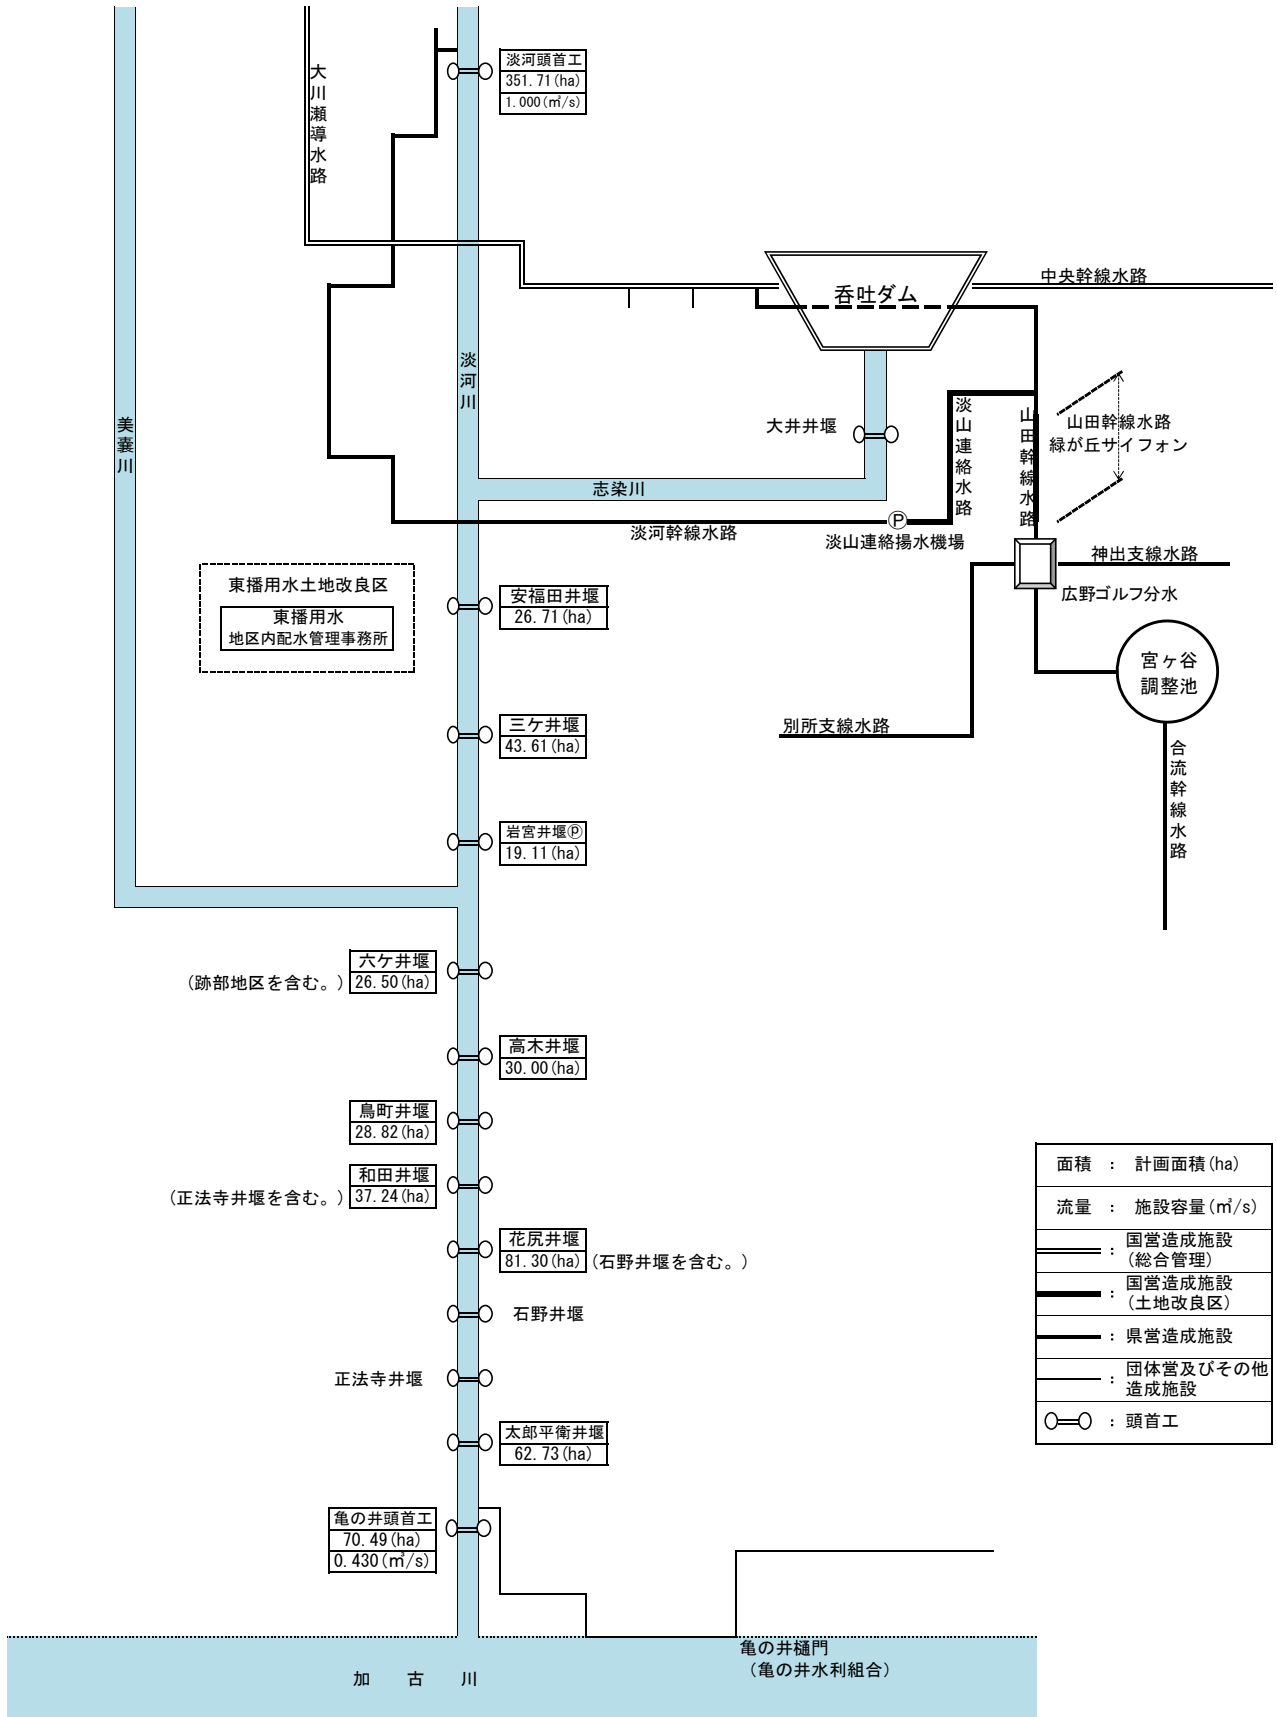 淡河頭首工
351.71(ha)
1.000(㎥/s)
大川瀬導水路
中央幹線水路
呑吐ダム
淡河川
美嚢川
大井井堰
淡山連絡水路
山田幹線水路
山田幹線水路
緑が丘サイフォン
志染川
淡河幹線水路
P
淡山連絡揚水機場
神出支線水路
広野ゴルフ分水
東播用水土地改良区
東播用水
地区内配水管理事務所
安福田井堰
26.71(ha)
宮ヶ谷
調整池
三ケ井堰
43.61(ha)
別所支線水路
合流幹線水路
岩宮井堰Ⓟ
19.11(ha)
六ケ井堰
(跡部地区を含む。)
26.50(ha)
高木井堰
30.00(ha)
鳥町井堰
28.82(ha)
和田井堰
(正法寺井堰を含む。)
37.24(ha)
花尻井堰
81.30(ha)
(石野井堰を含む。)
石野井堰
正法寺井堰
太郎平衛井堰
62.73(ha)
亀の井頭首工
70.49(ha)
0.430(㎥/s)
亀の井樋門
(亀の井水利組合)
加古川
面積 : 計画面積(ha)
流量 : 施設容量(㎥/s)
: 国営造成施設
(総合管理)
: 国営造成施設
(土地改良区)
: 県営造成施設
: 団体営及びその他
造成施設
: 頭首工